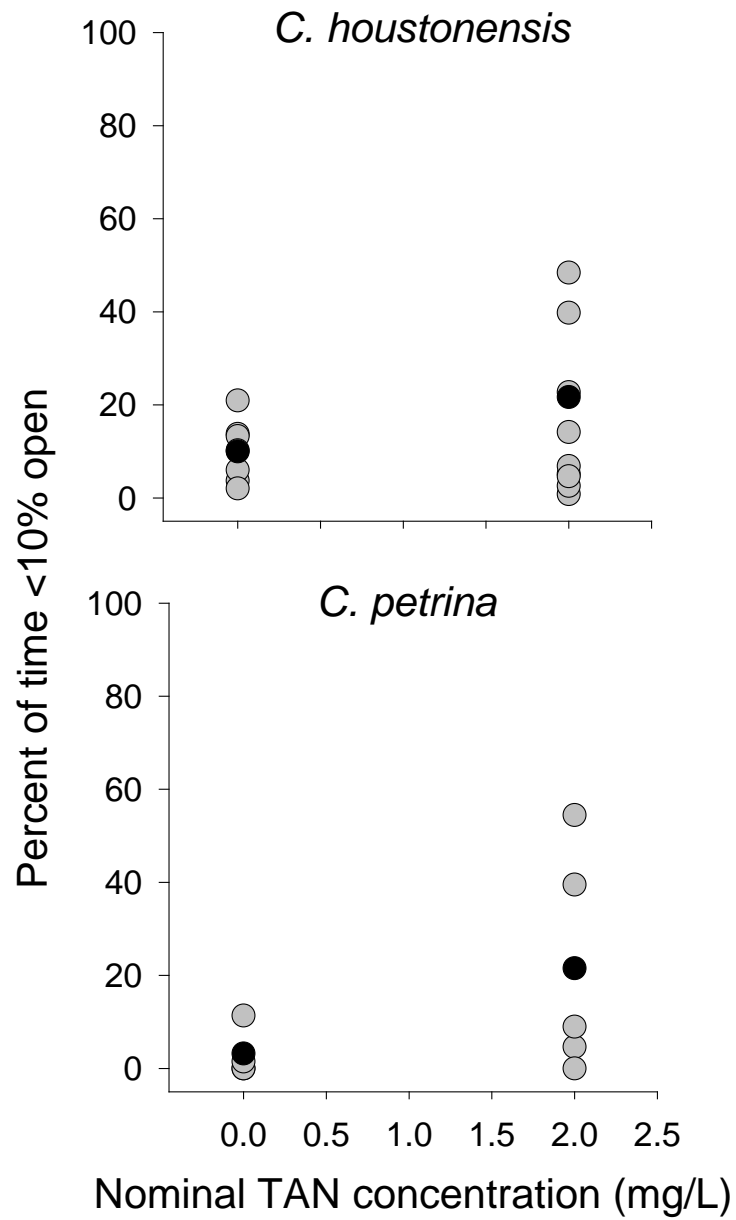 C. houstonensis
100
80
60
40
20
0
C. petrina
100
80
60
40
20
0
Percent of time <10% open
0.0 0.5 1.0 1.5 2.0 2.5
Nominal TAN concentration (mg/L)